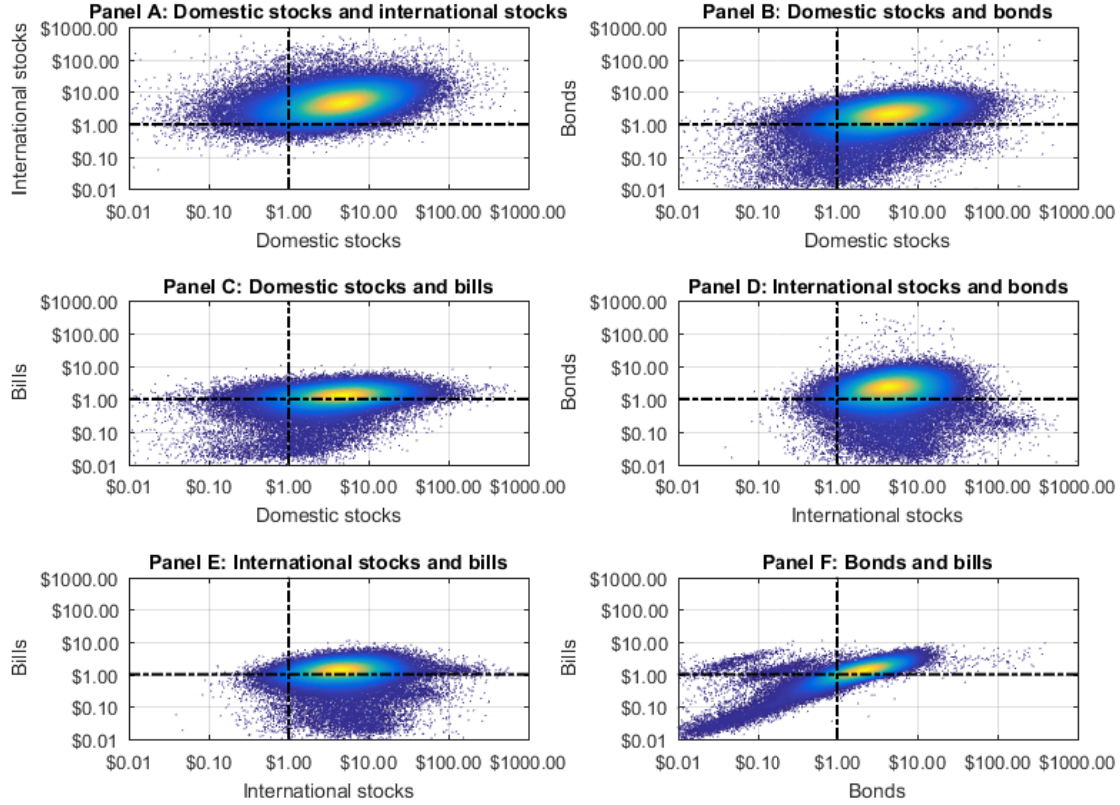 Panel A: Domestic stocks and international stocks
International stocks
$1000.00
$100.00
$10.00
$1.00
$0.10
$0.01
$0.01 $0.10 $1.00 $10.00 $100.00 $1000.00
Domestic stocks
Panel B: Domestic stocks and bonds
Bonds
$1000.00
$100.00
$10.00
$1.00
$0.10
$0.01
$0.01 $0.10 $1.00 $10.00 $100.00 $1000.00
Domestic stocks
Panel C: Domestic stocks and bills
Bills
$1000.00
$100.00
$10.00
$1.00
$0.10
$0.01
$0.01 $0.10 $1.00 $10.00 $100.00 $1000.00
Domestic stocks
Panel D: International stocks and bonds
Bonds
$1000.00
$100.00
$10.00
$1.00
$0.10
$0.01
$0.01 $0.10 $1.00 $10.00 $100.00 $1000.00
International stocks
Panel E: International stocks and bills
Bills
$1000.00
$100.00
$10.00
$1.00
$0.10
$0.01
$0.01 $0.10 $1.00 $10.00 $100.00 $1000.00
International stocks
Panel F: Bonds and bills
Bills
$1000.00
$100.00
$10.00
$1.00
$0.10
$0.01
$0.01 $0.10 $1.00 $10.00 $100.00 $1000.00
Bonds